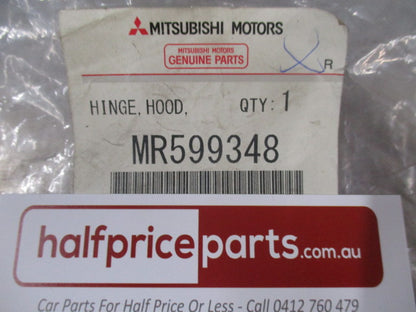 MITSUBISHI MOTORS
MITSUBISHI MOTORS
GENUINE PARTS
R
HINGE, HOOD, QTY: 1
MR599348
halfpriceparts.com.au
Car Parts For Half Price Or Less - Call 0412 760 479